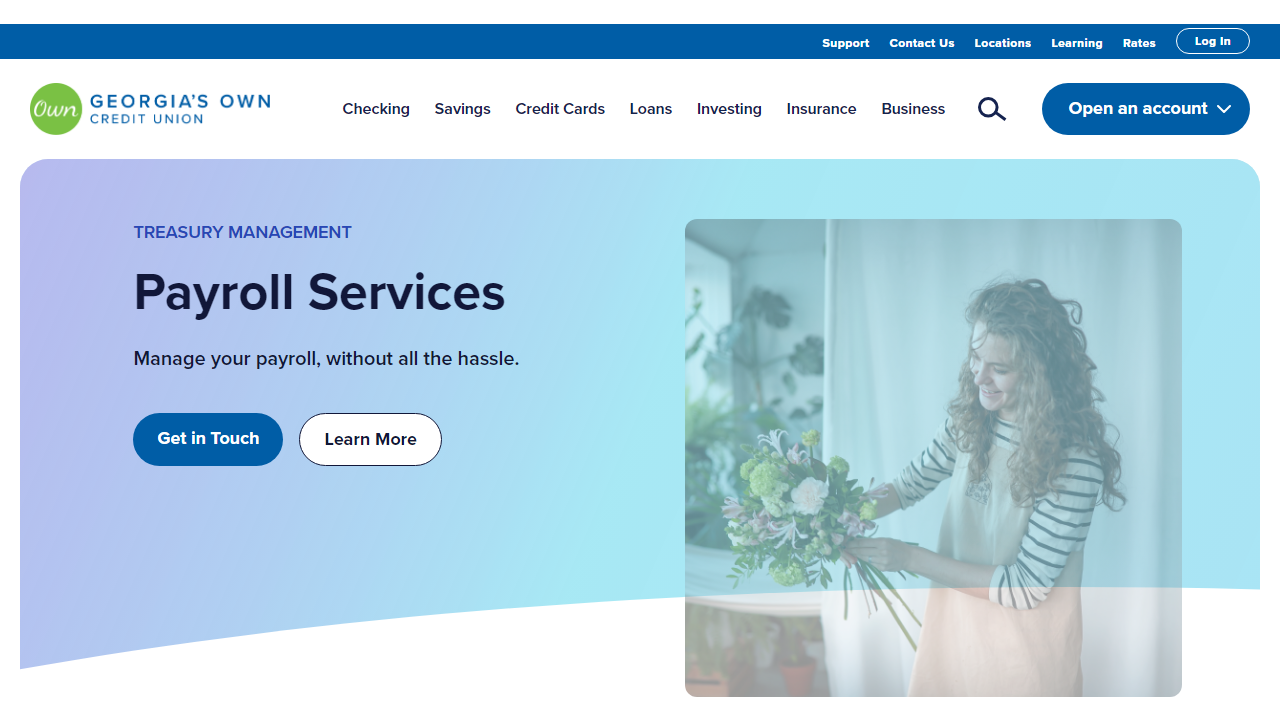 Support Contact Us Locations Learning Rates Log In
Own GEORGIA'S OWN
CREDIT UNION
Checking Savings Credit Cards Loans Investing Insurance Business Open an account
TREASURY MANAGEMENT
Payroll Services
Manage your payroll, without all the hassle.
Get in Touch Learn More